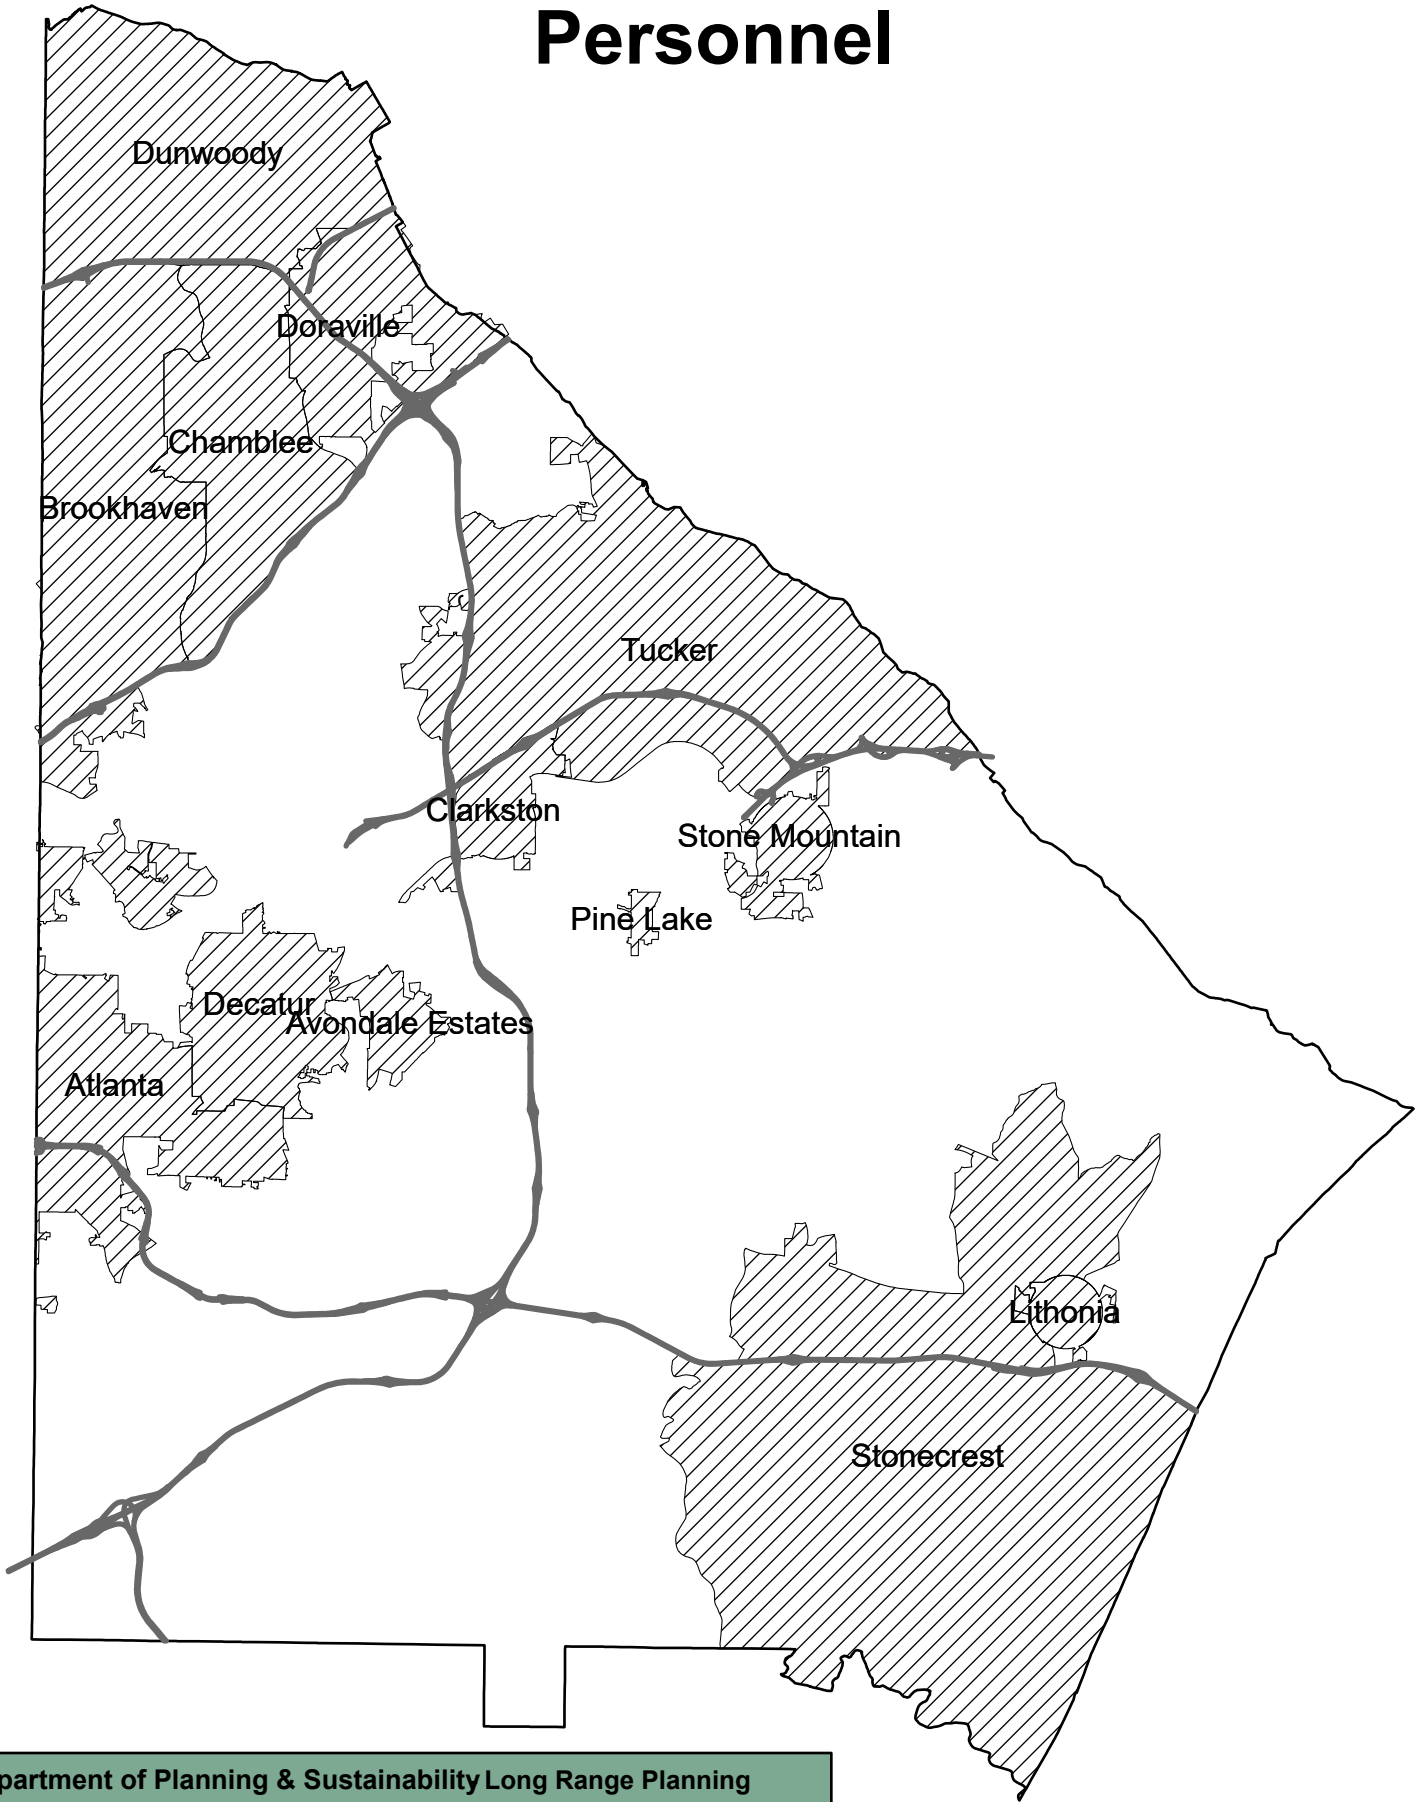 Personnel
Dunwoody
Doraville
Chamblee
Brookhaven
Tucker
Clarkston
Stone Mountain
Pine Lake
Decatur
Avondale Estates
Atlanta
Lithonia
Stonecrest
partment of Planning & Sustainability Long Range Planning